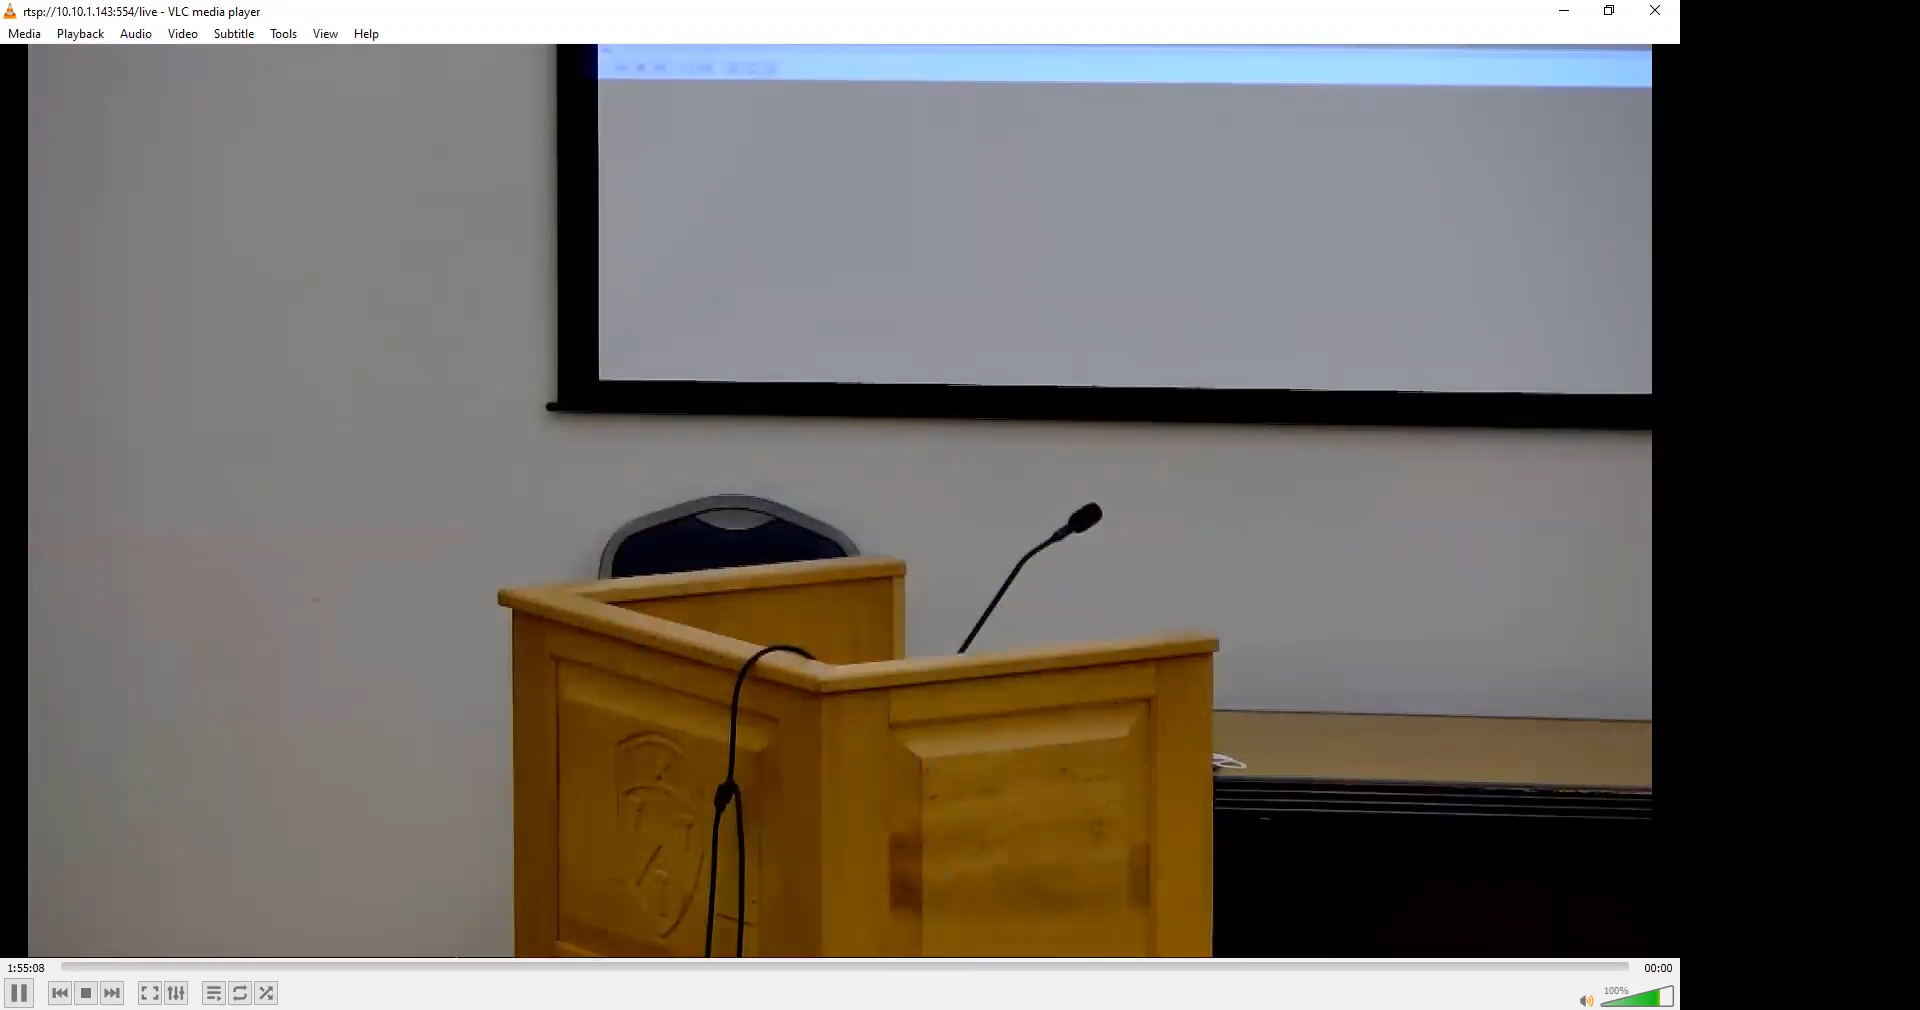 rtsp://10.10.1.143:554/live - VLC media player
Media Playback Audio Video Subtitle Tools View Help
1:55:08 00:00
100%